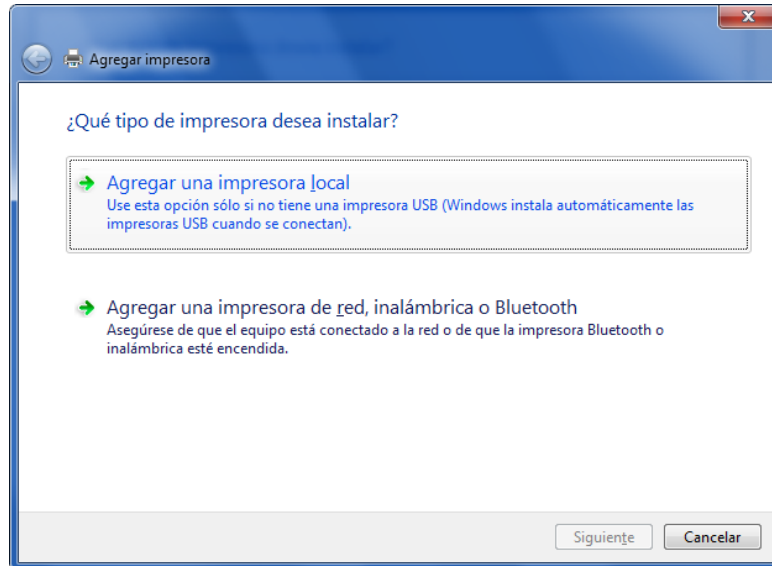 Agregar impresora
¿Qué tipo de impresora desea instalar?
Agregar una impresora local
Use esta opción sólo si no tiene una impresora USB (Windows instala automáticamente las
impresoras USB cuando se conectan).
Agregar una impresora de red, inalámbrica o Bluetooth
Asegúrese de que el equipo está conectado a la red o de que la impresora Bluetooth o
inalámbrica esté encendida.
Siguiente Cancelar